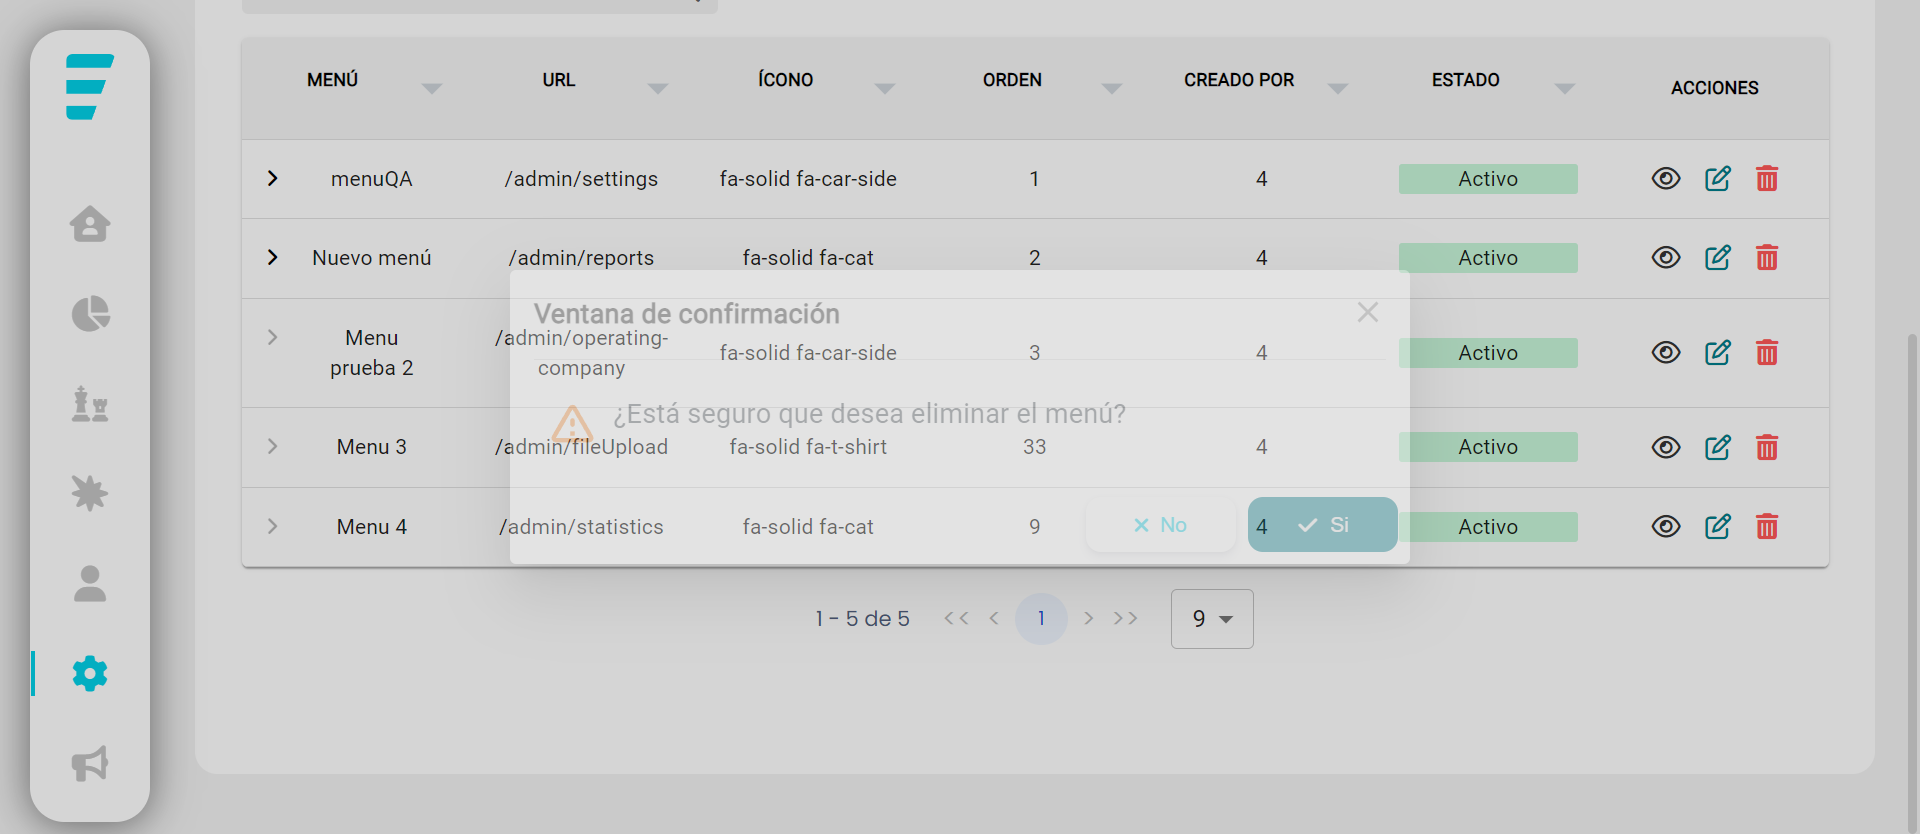 MENÚ URL ÍCONO ORDEN CREADO POR ESTADO ACCIONES
menuQA /admin/settings fa-solid fa-car-side 1 4 Activo
Nuevo menú /admin/reports fa-solid fa-cat 2 4 Activo
Menu prueba 2 /admin/operating-company fa-solid fa-car-side 3 4 Activo
Menu 3 /admin/fileUpload fa-solid fa-t-shirt 33 4 Activo
Menu 4 /admin/statistics fa-solid fa-cat 9 4 Activo
Ventana de confirmación
¿Está seguro que desea eliminar el menú?
No Si
1 - 5 de 5 << < 1 > >> 9